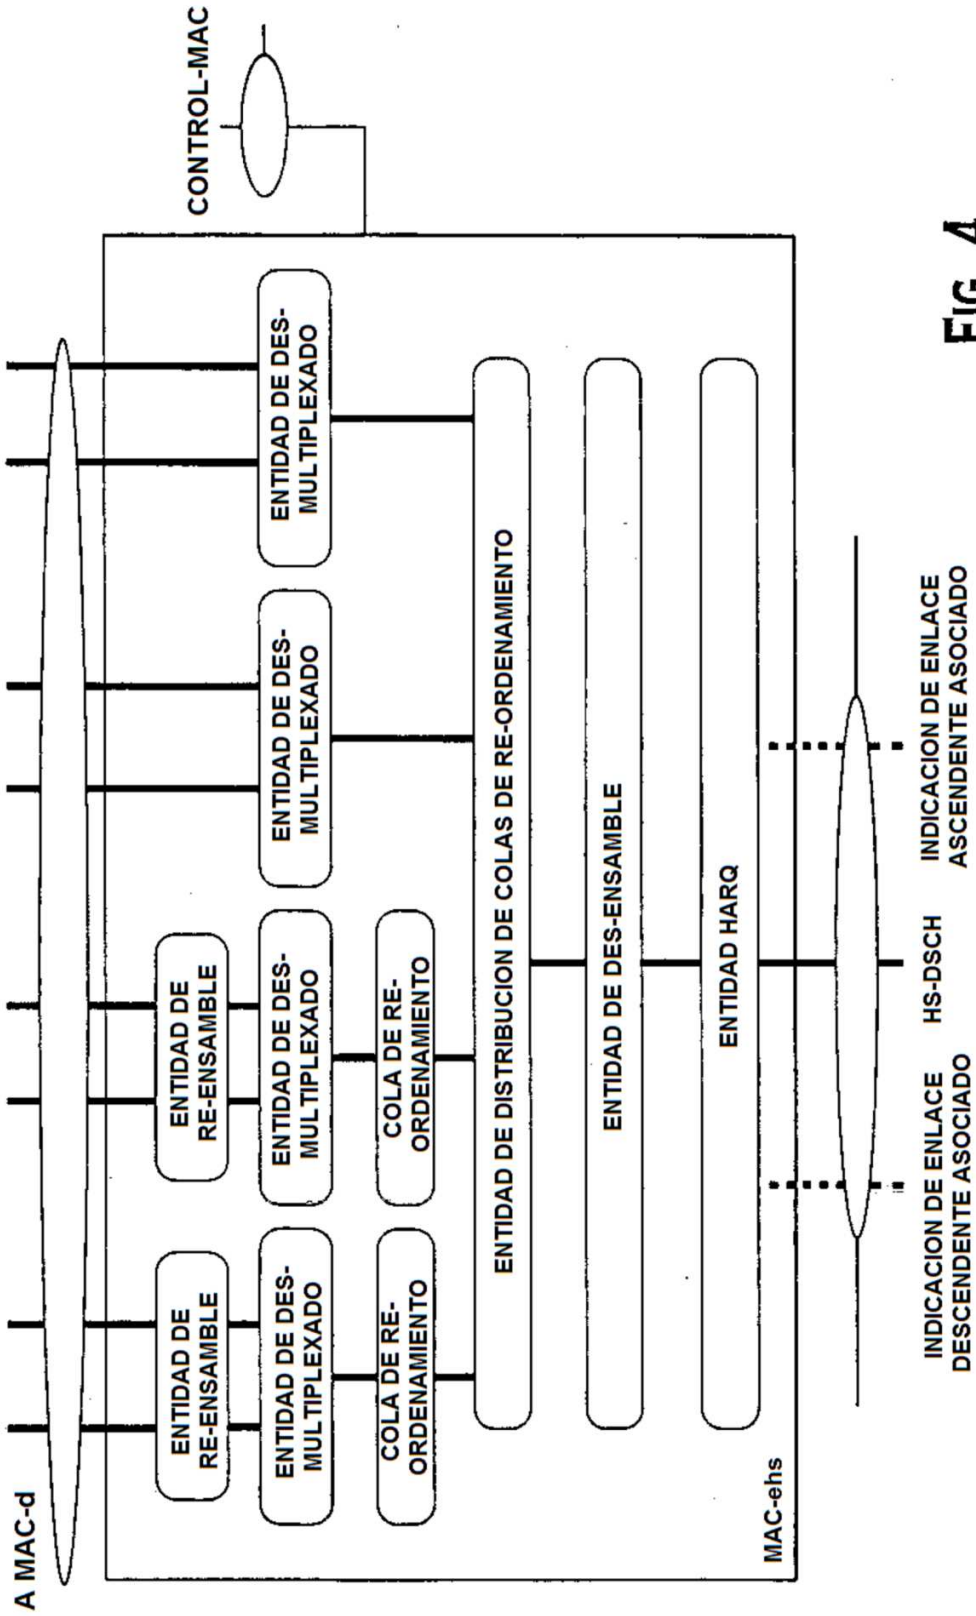 A MAC-d
CONTROL-MAC
ENTIDAD DE
RE-ENSAMBLE
ENTIDAD DE
RE-ENSAMBLE
ENTIDAD DE DES-
MULTIPLEXADO
ENTIDAD DE DES-
MULTIPLEXADO
ENTIDAD DE DES-
MULTIPLEXADO
ENTIDAD DE DES-
MULTIPLEXADO
COLA DE RE-
ORDENAMIENTO
COLA DE RE-
ORDENAMIENTO
ENTIDAD DE DISTRIBUCION DE COLAS DE RE-ORDENAMIENTO
ENTIDAD DE DES-ENSAMBLE
ENTIDAD HARQ
MAC-ehs
INDICACION DE ENLACE
DESCENDENTE ASOCIADO
HS-DSCH
INDICACION DE ENLACE
ASCENDENTE ASOCIADO
FIG. 4